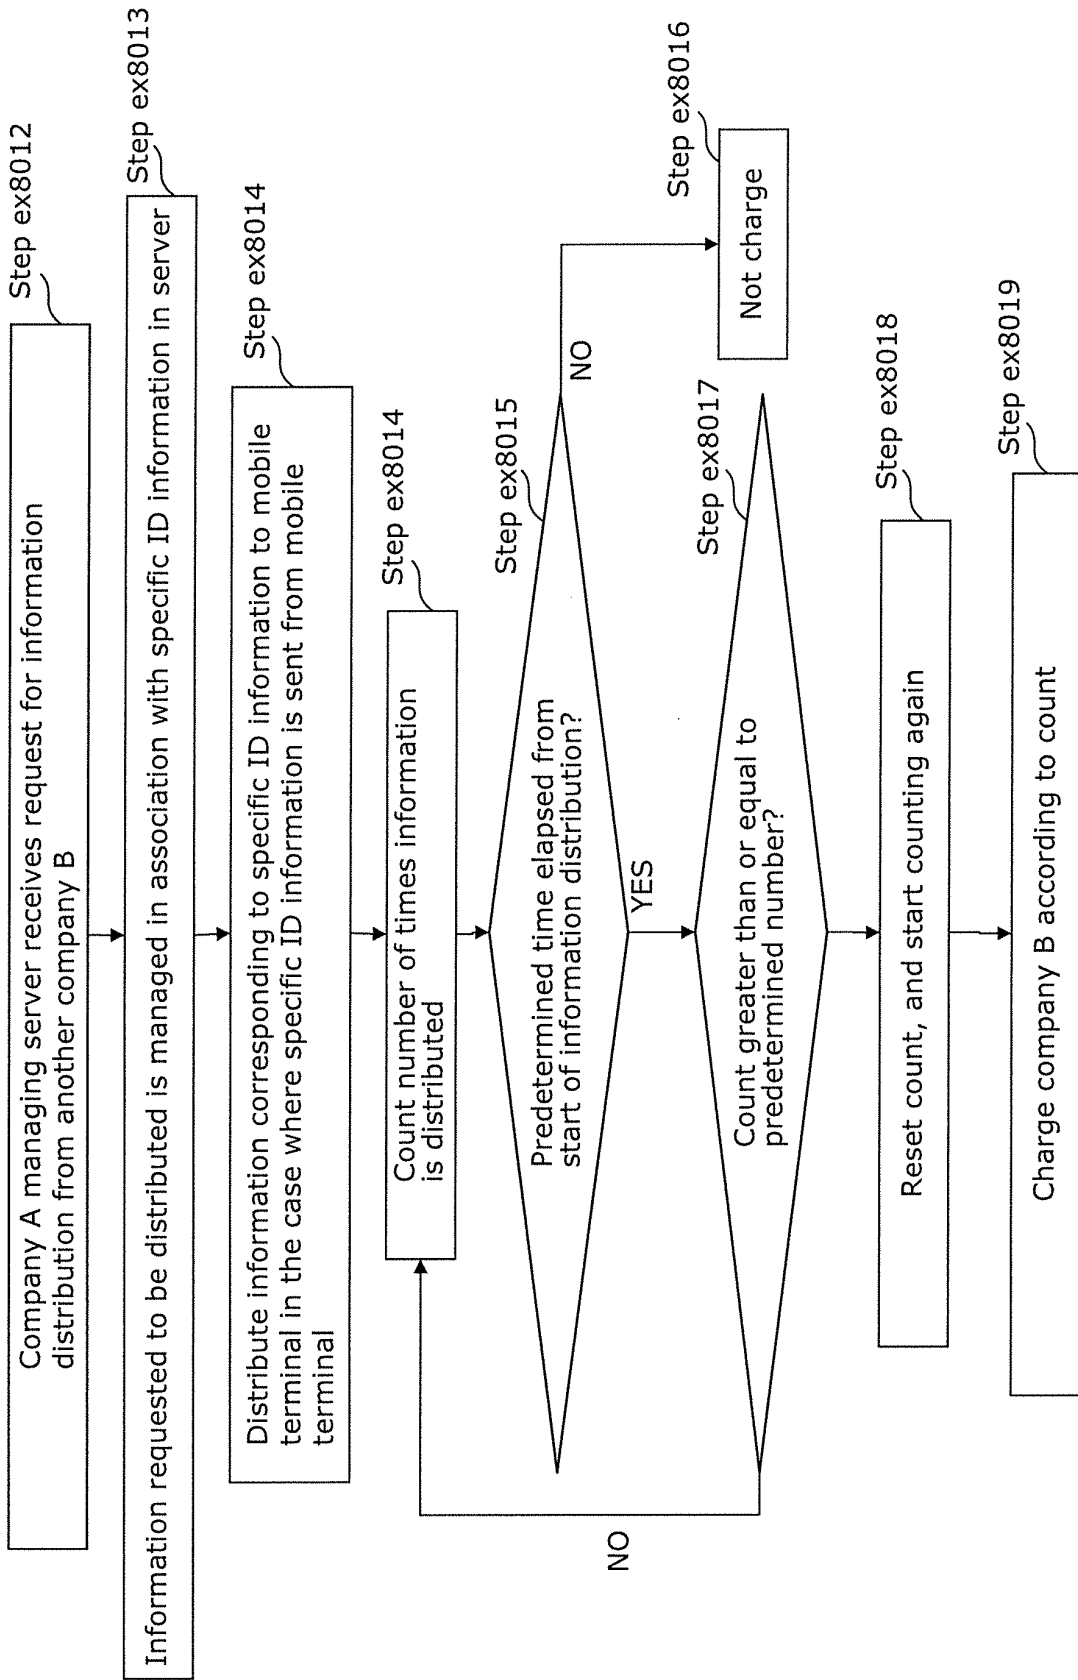 Step ex8012
Company A managing server receives request for information
distribution from another company B
Step ex8013
Information requested to be distributed is managed in association with specific ID information in server
Step ex8014
Distribute information corresponding to specific ID information to mobile
terminal in the case where specific ID information is sent from mobile
terminal
Step ex8014
Count number of times information
is distributed
Step ex8015
Predetermined time elapsed from
start of information distribution?
NO
YES
Step ex8016
Not charge
Step ex8017
Count greater than or equal to
predetermined number?
NO
Step ex8018
Reset count, and start counting again
Step ex8019
Charge company B according to count